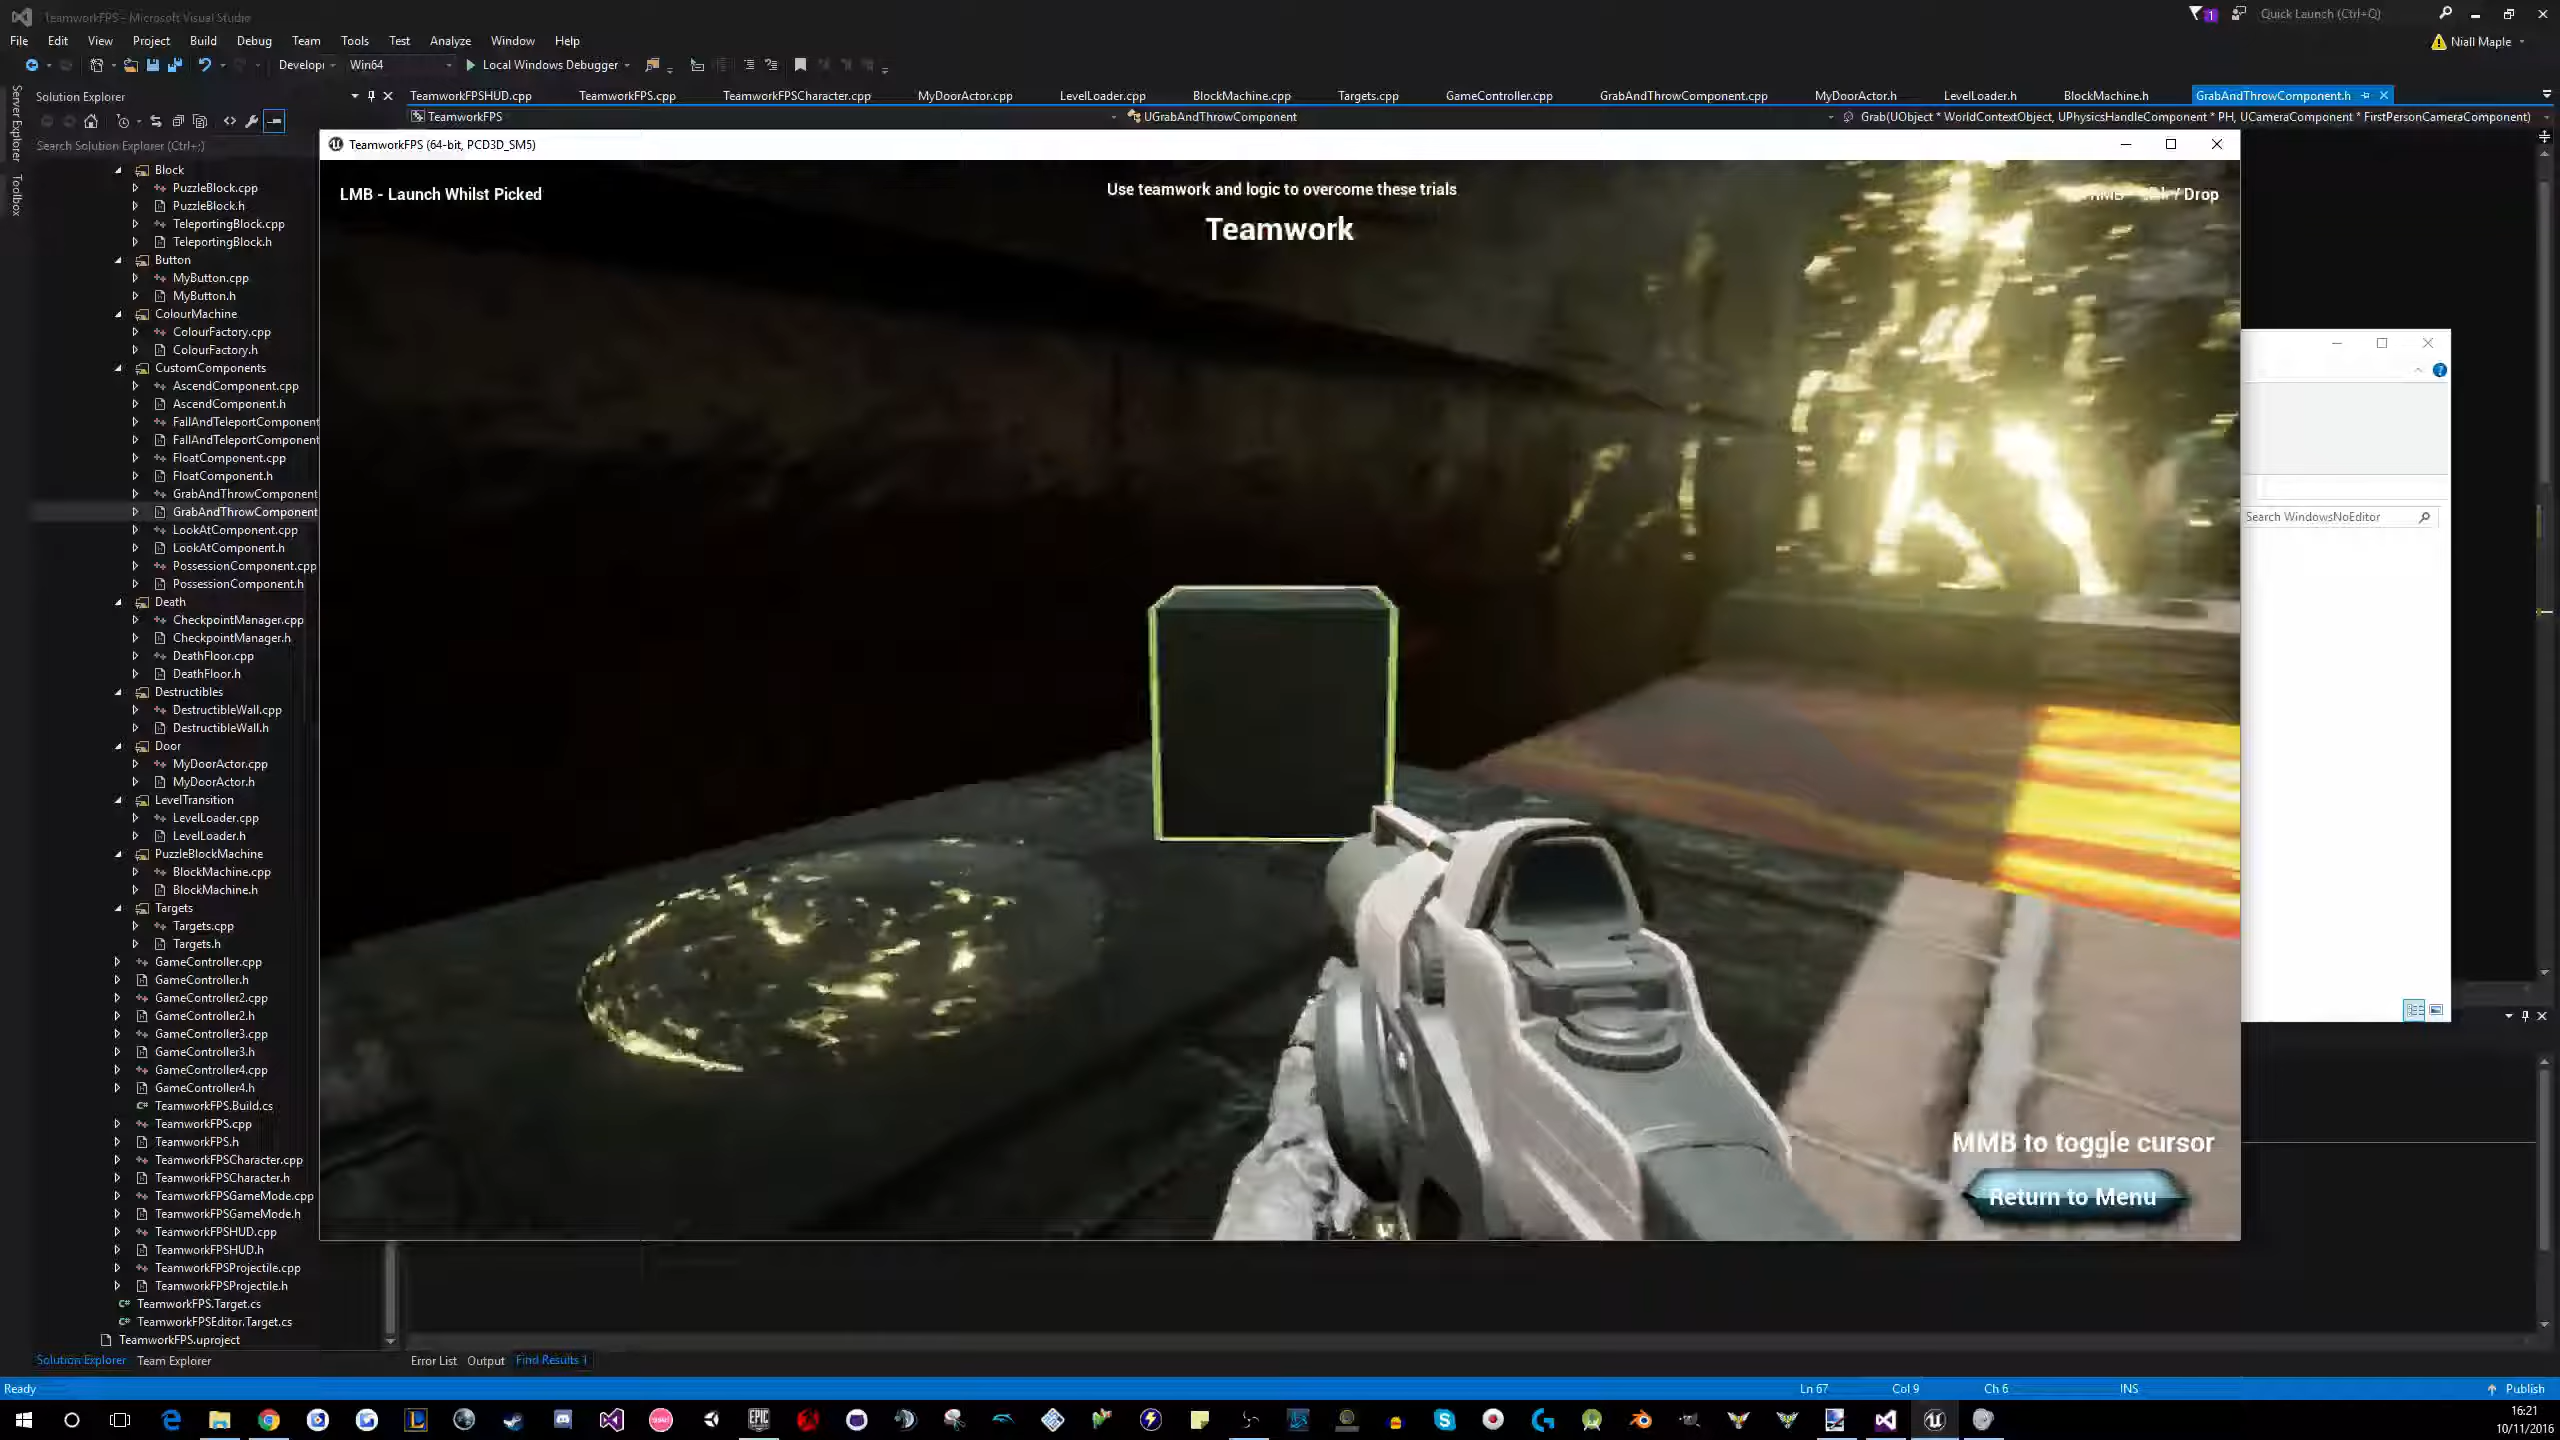 TeamworkFPS - Microsoft Visual Studio
1
Quick Launch (Ctrl+Q)
File Edit View Project Build Debug Team Tools Test Analyze Window Help
Niall Maple
Develop Win64 Local Windows Debugger
Server Explorer
Toolbox
Solution Explorer
TeamworkFPSHUD.cpp TeamworkFPS.cpp TeamworkFPSCharacter.cpp MyDoorActor.cpp LevelLoader.cpp BlockMachine.cpp Targets.cpp GameController.cpp GrabAndThrowComponent.cpp MyDoorActor.h LevelLoader.h BlockMachine.h GrabAndThrowComponent.h
TeamworkFPS UGrabAndThrowComponent Grab(UObject * WorldContextObject, UPhysicsHandleComponent * PH, UCameraComponent * FirstPersonCameraComponent)
Search Solution Explorer (Ctrl+;)
Block
PuzzleBlock.cpp
PuzzleBlock.h
TeleportingBlock.cpp
TeleportingBlock.h
Button
MyButton.cpp
MyButton.h
ColourMachine
ColourFactory.cpp
ColourFactory.h
CustomComponents
AscendComponent.cpp
AscendComponent.h
FallAndTeleportComponent
FallAndTeleportComponent
FloatComponent.cpp
FloatComponent.h
GrabAndThrowComponent
GrabAndThrowComponent
LookAtComponent.cpp
LookAtComponent.h
PossessionComponent.cpp
PossessionComponent.h
Death
CheckpointManager.cpp
CheckpointManager.h
DeathFloor.cpp
DeathFloor.h
Destructibles
DestructibleWall.cpp
DestructibleWall.h
Door
MyDoorActor.cpp
MyDoorActor.h
LevelTransition
LevelLoader.cpp
LevelLoader.h
PuzzleBlockMachine
BlockMachine.cpp
BlockMachine.h
Targets
Targets.cpp
Targets.h
GameController.cpp
GameController.h
GameController2.cpp
GameController2.h
GameController3.cpp
GameController3.h
GameController4.cpp
GameController4.h
TeamworkFPS.Build.cs
TeamworkFPS.cpp
TeamworkFPS.h
TeamworkFPSCharacter.cpp
TeamworkFPSCharacter.h
TeamworkFPSGameMode.cpp
TeamworkFPSGameMode.h
TeamworkFPSHUD.cpp
TeamworkFPSHUD.h
TeamworkFPSProjectile.cpp
TeamworkFPSProjectile.h
TeamworkFPS.Target.cs
TeamworkFPSEditor.Target.cs
TeamworkFPS.uproject
Solution Explorer Team Explorer
TeamworkFPS (64-bit, PCD3D_SM5)
LMB - Launch Whilst Picked
Use teamwork and logic to overcome these trials
/ Drop
Teamwork
MMB to toggle cursor
Return to Menu
Search WindowsNoEditor
Error List Output Find Results 1
Ready Ln 67 Col 9 Ch 6 INS Publish
EPIC
16:21
10/11/2016